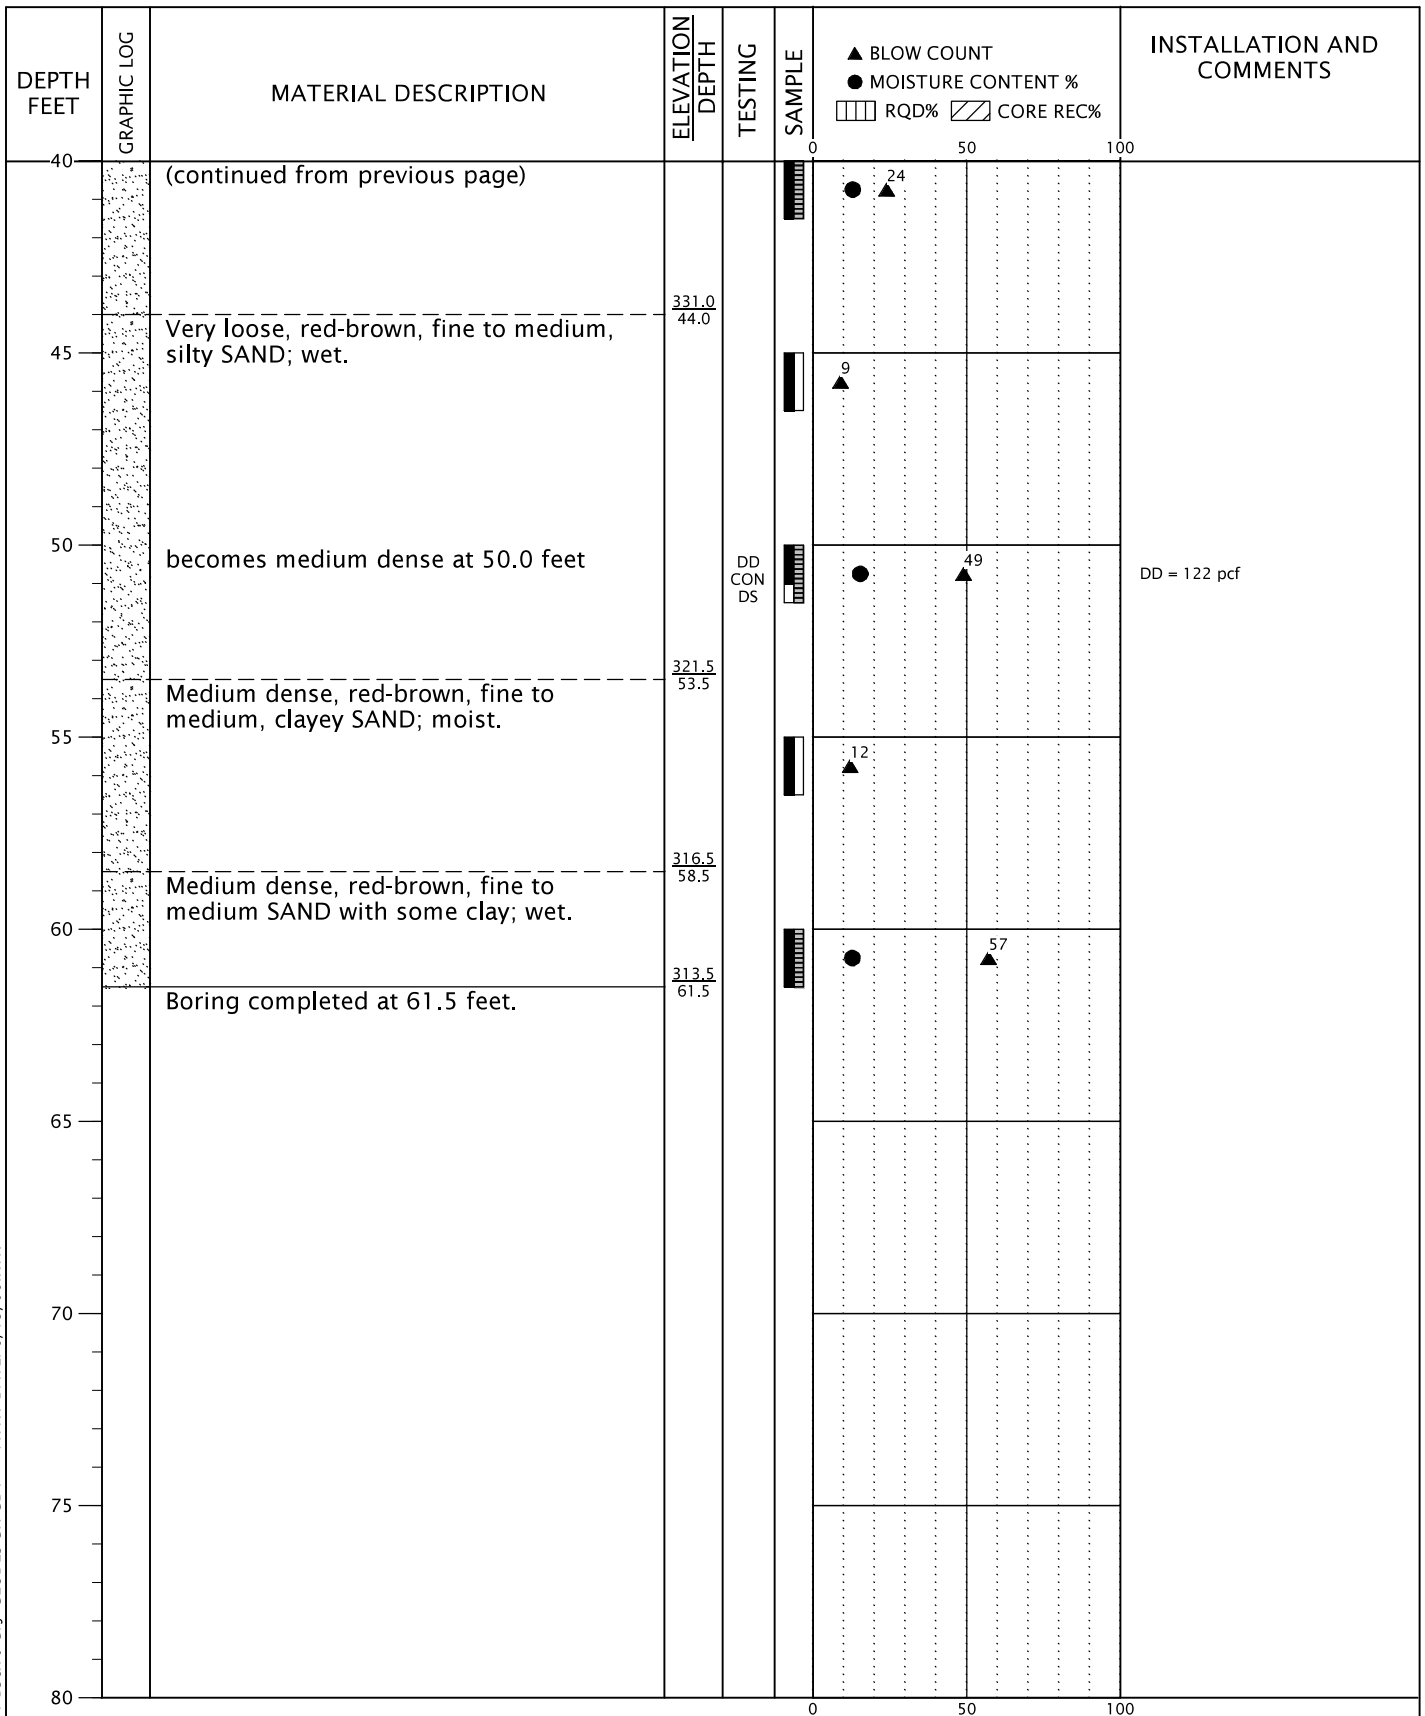 DEPTH
FEET
GRAPHIC LOG
MATERIAL DESCRIPTION
ELEVATION
DEPTH
TESTING
SAMPLE
▲ BLOW COUNT
● MOISTURE CONTENT %
RQD% CORE REC%
INSTALLATION AND
COMMENTS
0 50 100
40
(continued from previous page)
24
331.0
44.0
Very loose, red-brown, fine to medium,
silty SAND; wet.
45
9
50
becomes medium dense at 50.0 feet
DD
CON
DS
49
DD = 122 pcf
321.5
53.5
Medium dense, red-brown, fine to
medium, clayey SAND; moist.
55
12
316.5
58.5
Medium dense, red-brown, fine to
medium SAND with some clay; wet.
60
57
313.5
61.5
Boring completed at 61.5 feet.
65
70
75
80
0 50 100